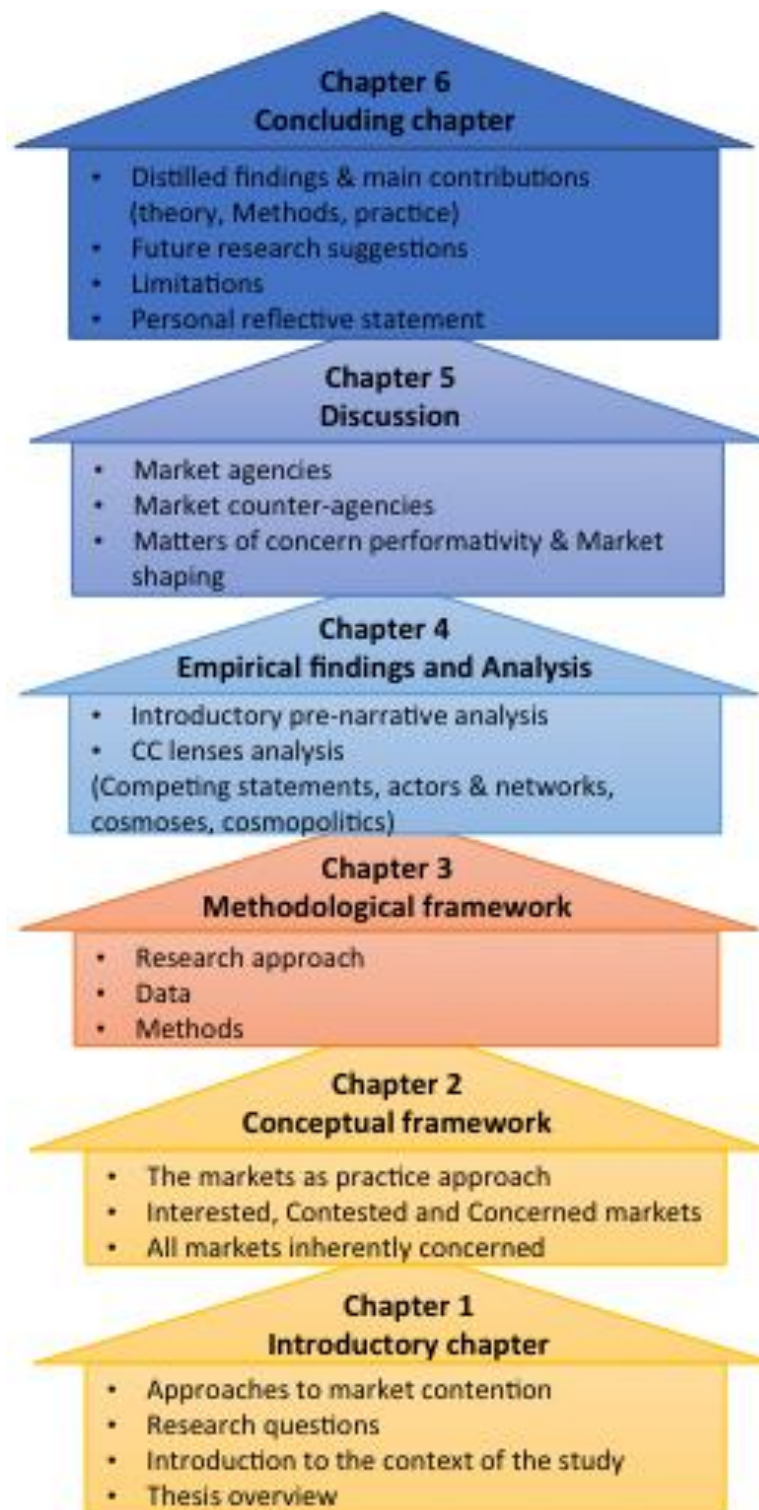 Chapter 6
Concluding chapter
• Distilled findings & main contributions
(theory, Methods, practice)
• Future research suggestions
• Limitations
• Personal reflective statement
Chapter 5
Discussion
• Market agencies
• Market counter-agencies
• Matters of concern performativity & Market
shaping
Chapter 4
Empirical findings and Analysis
• Introductory pre-narrative analysis
• CC lenses analysis
(Competing statements, actors & networks,
cosmoses, cosmopolitics)
Chapter 3
Methodological framework
• Research approach
• Data
• Methods
Chapter 2
Conceptual framework
• The markets as practice approach
• Interested, Contested and Concerned markets
• All markets inherently concerned
Chapter 1
Introductory chapter
• Approaches to market contention
• Research questions
• Introduction to the context of the study
• Thesis overview